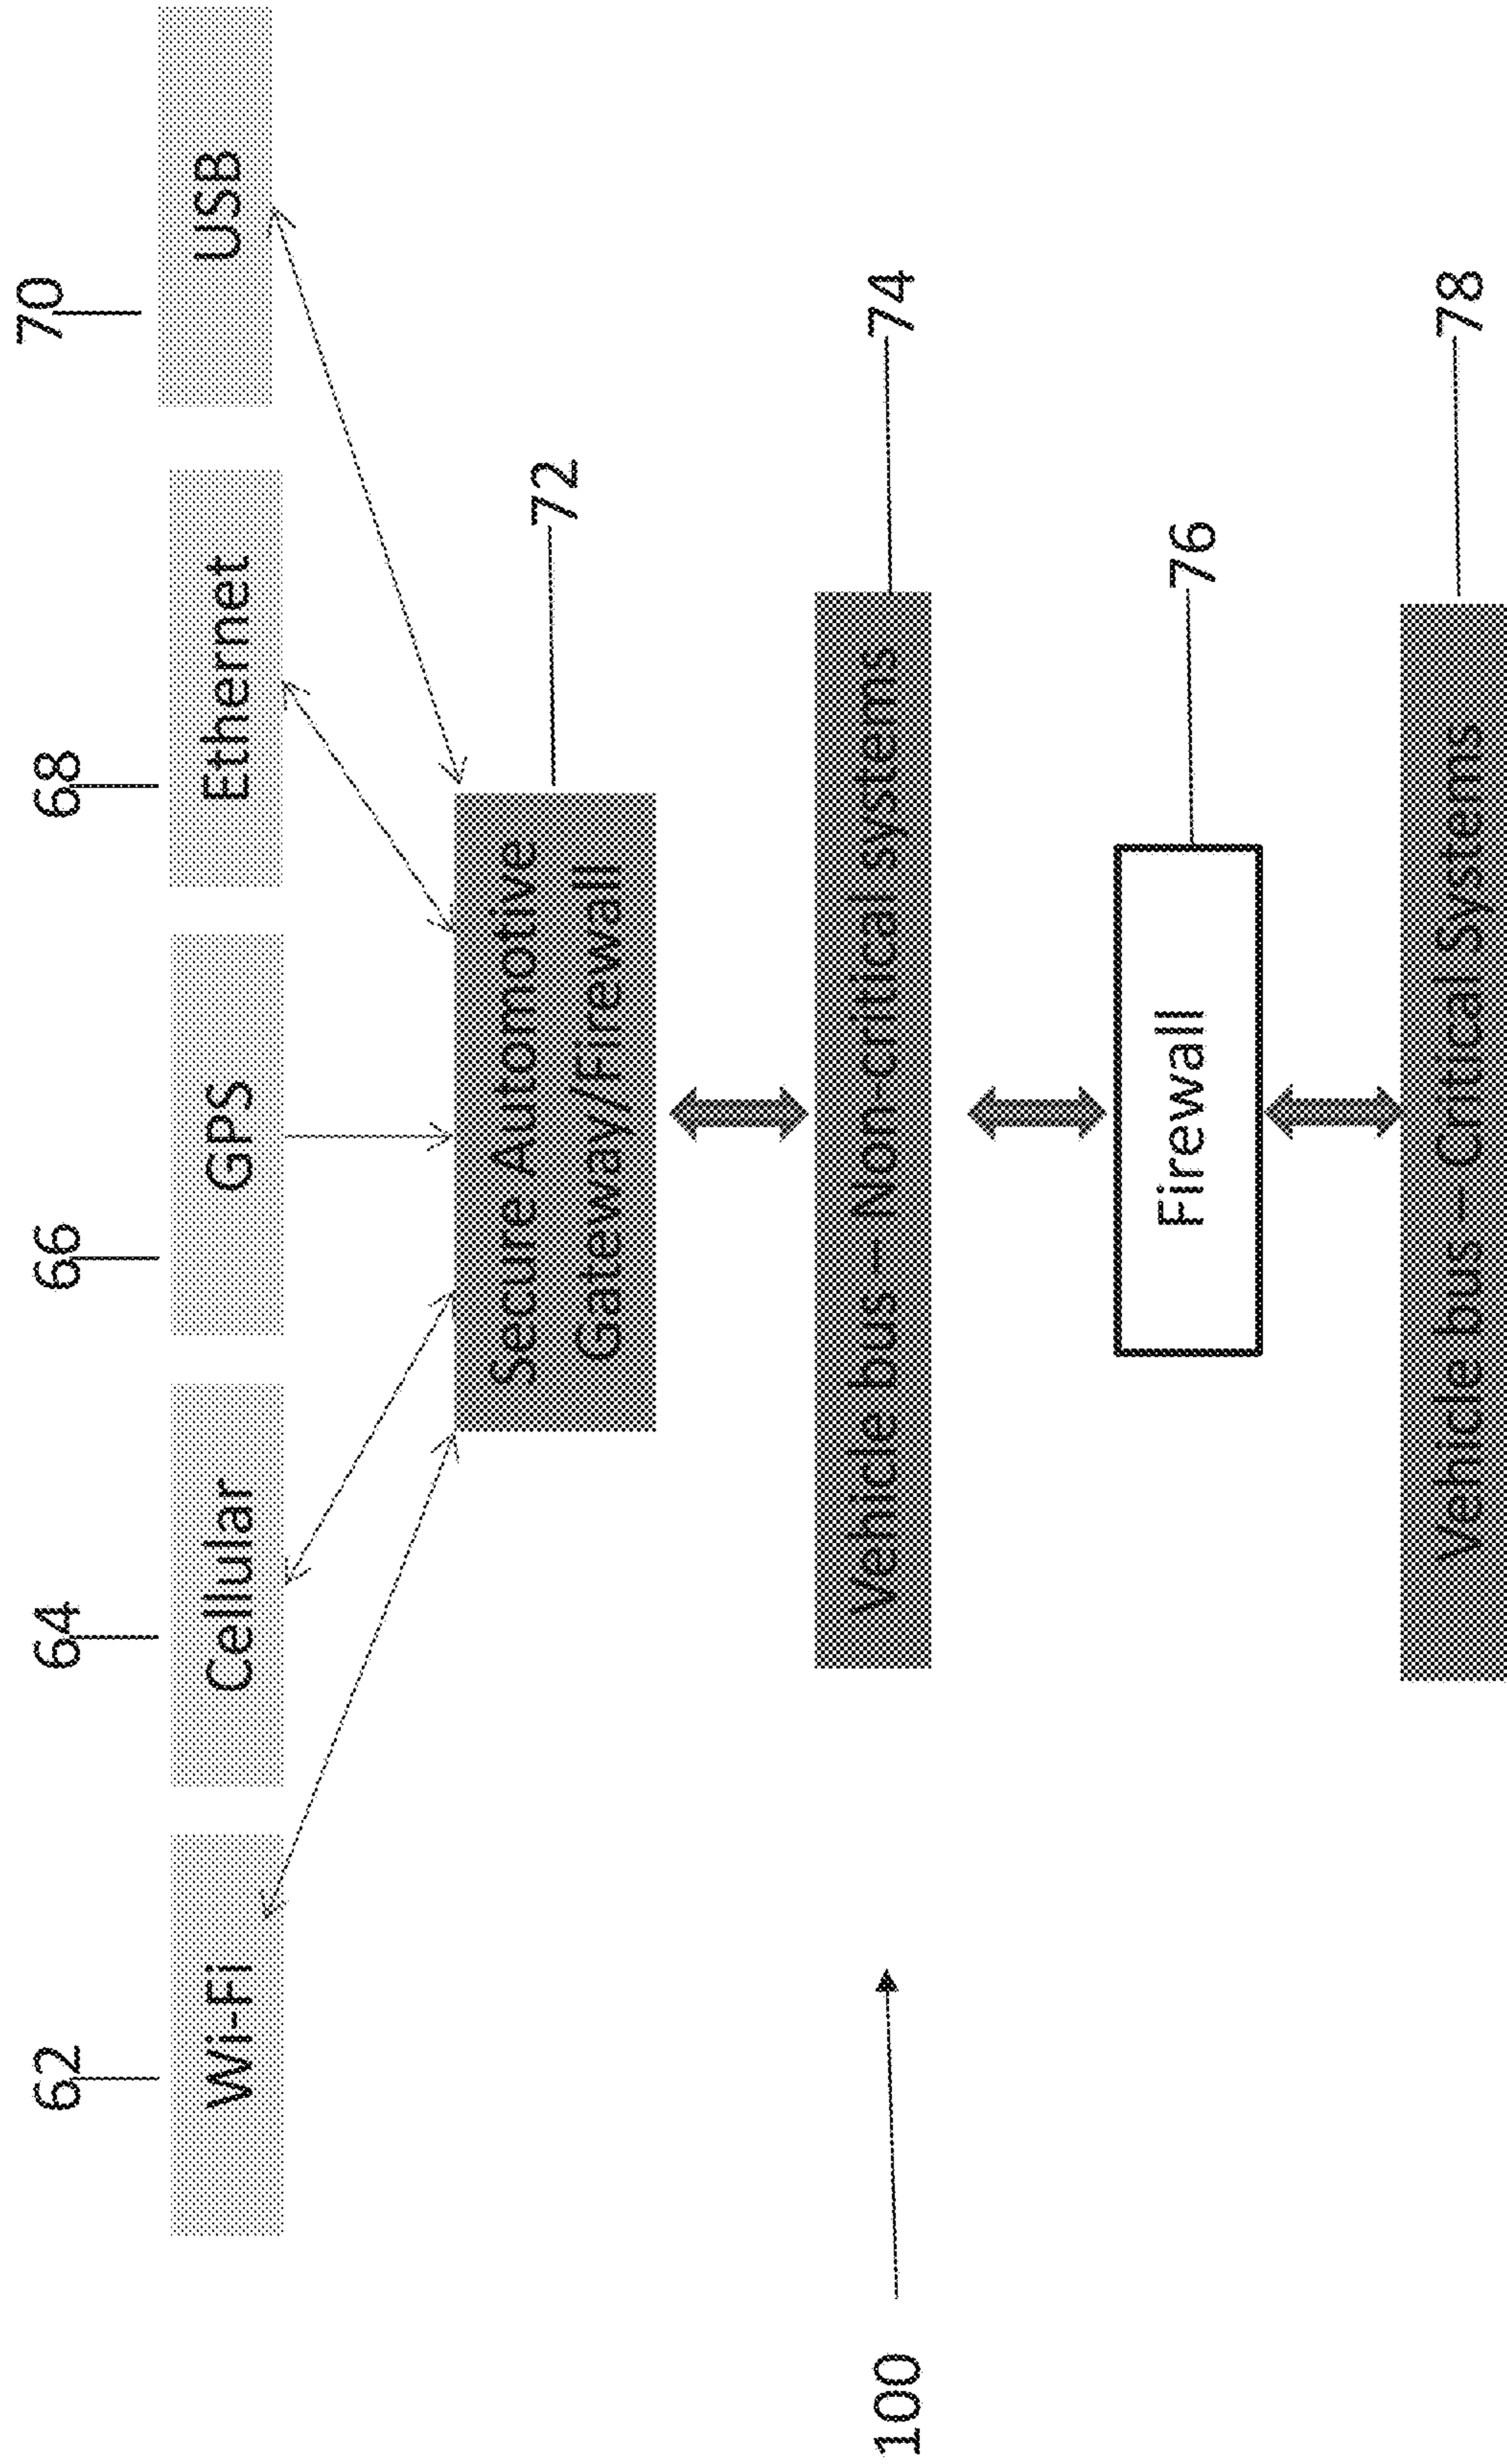 62
64
66
68
70
Wi-Fi
Cellular
GPS
Ethernet
USB
Secure Automotive
Gateway/Firewall
72
100
Vehicle bus – Non-critical systems
74
Firewall
76
Vehicle bus – Critical Systems
78